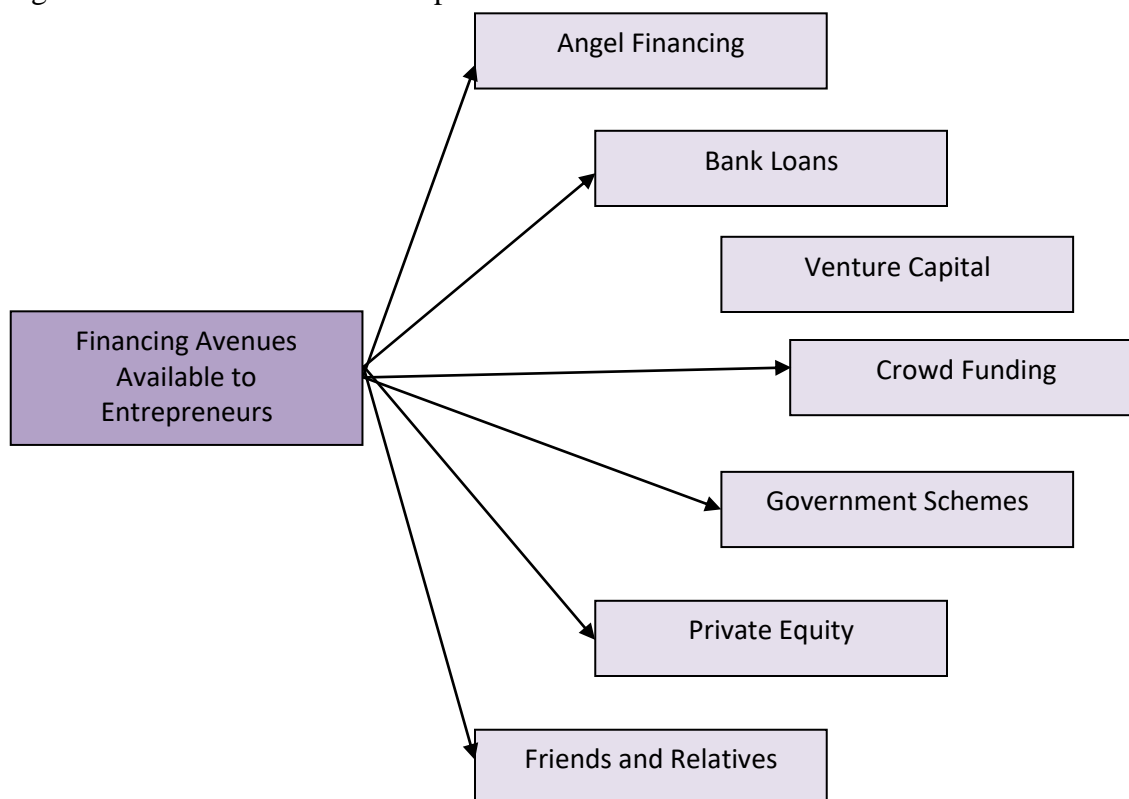 Angel Financing
Bank Loans
Venture Capital
Financing Avenues
Available to
Entrepreneurs
Crowd Funding
Government Schemes
Private Equity
Friends and Relatives